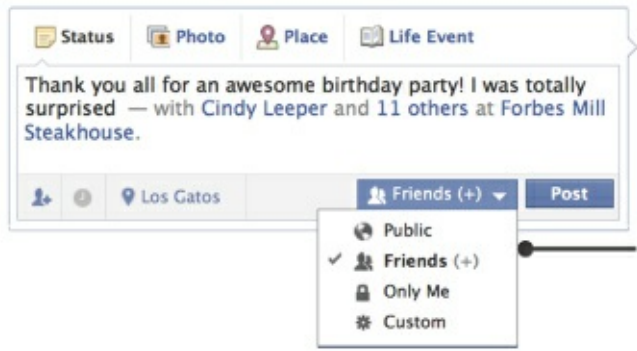 Status Photo Place Life Event
Thank you all for an awesome birthday party! I was totally
surprised — with Cindy Leeper and 11 others at Forbes Mill
Steakhouse.
Los Gatos Friends (+) Post
Public
Friends (+)
Only Me
Custom